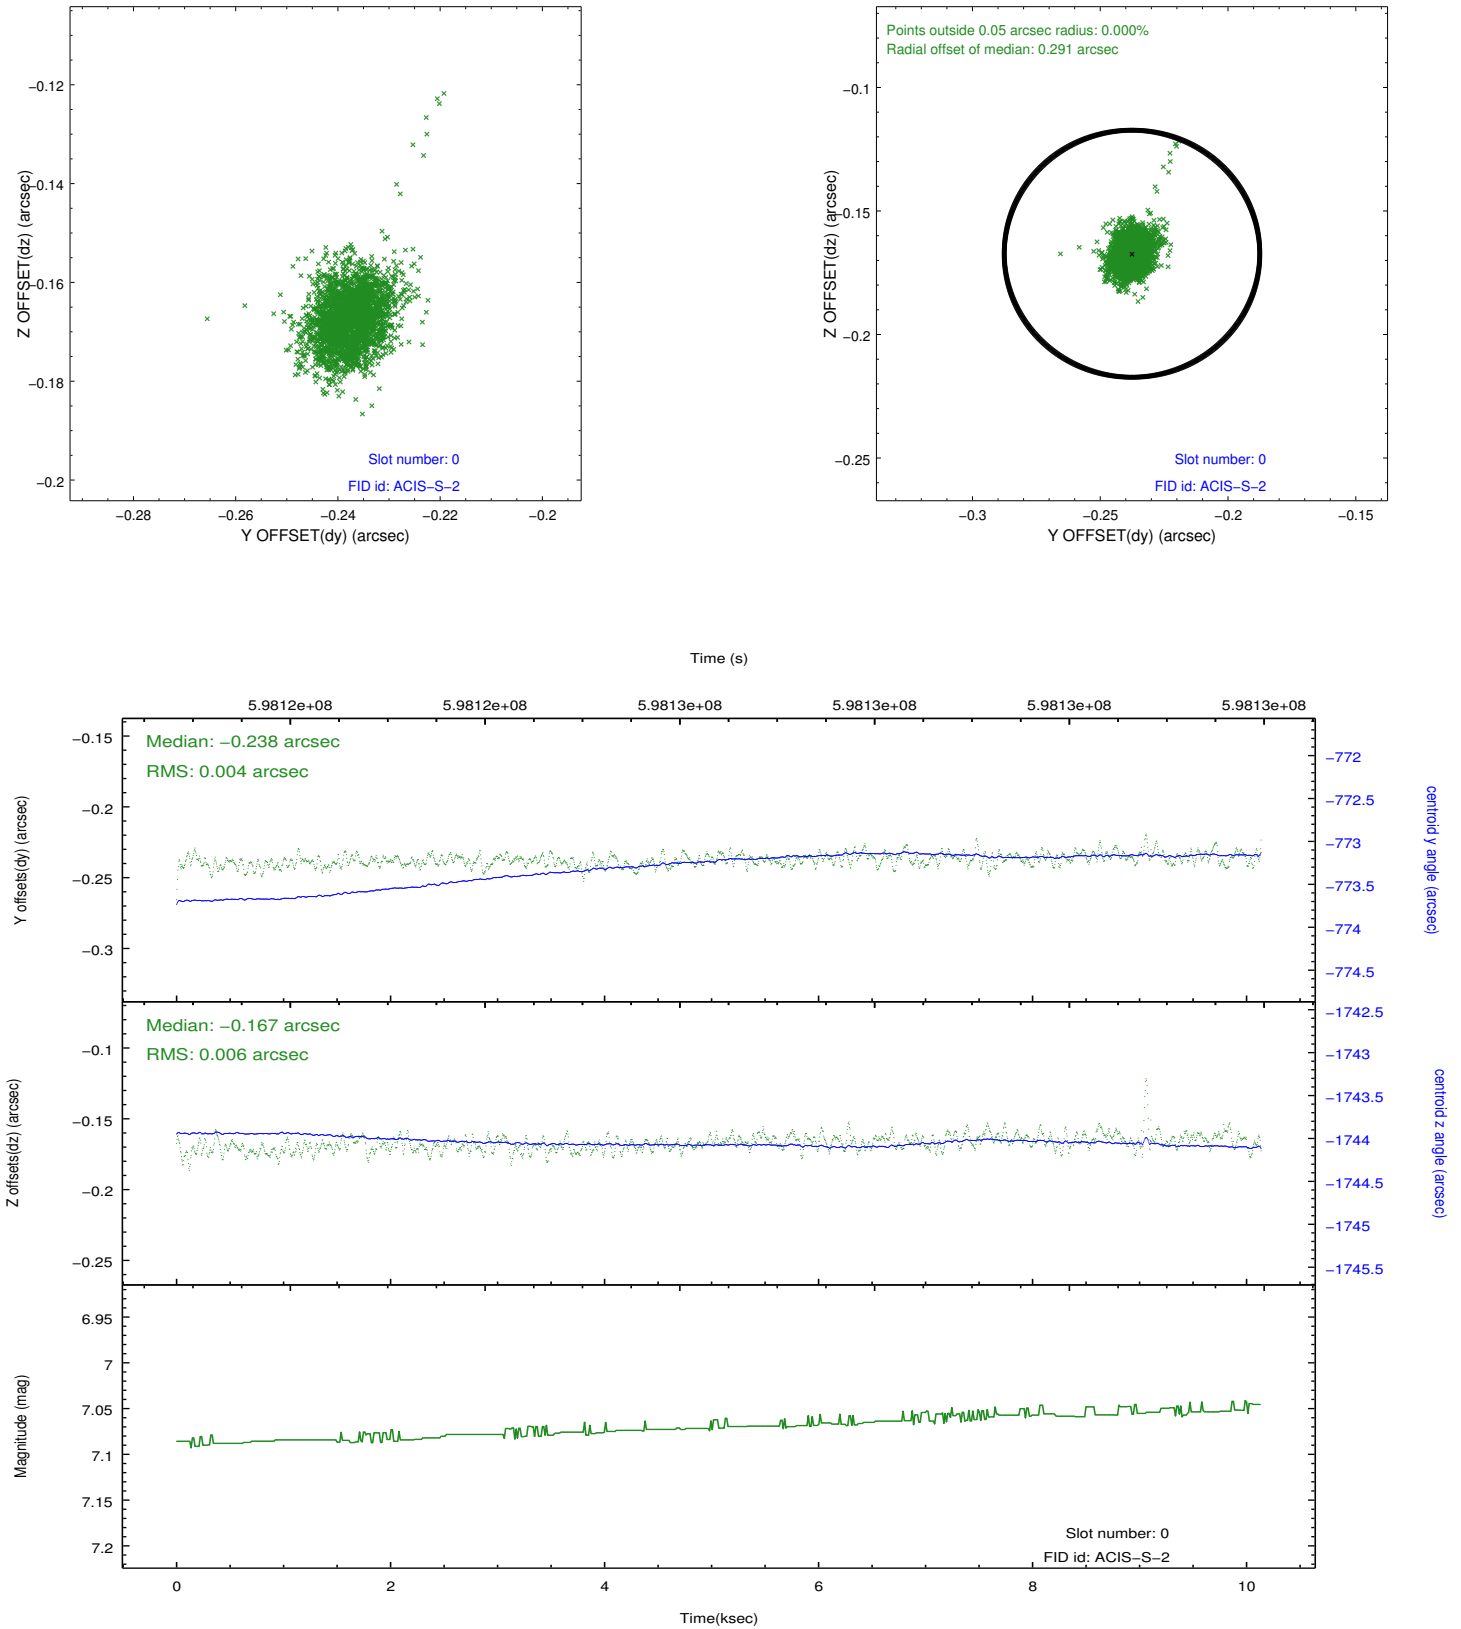 −0.12
−0.14
−0.16
−0.18
−0.2
Z OFFSET(dz) (arcsec)
Slot number: 0
FID id: ACIS−S−2
−0.28 −0.26 −0.24 −0.22 −0.2
Y OFFSET(dy) (arcsec)
Points outside 0.05 arcsec radius: 0.000%
Radial offset of median: 0.291 arcsec
−0.1
−0.15
−0.2
−0.25
Z OFFSET(dz) (arcsec)
Slot number: 0
FID id: ACIS−S−2
−0.3 −0.25 −0.2 −0.15
Y OFFSET(dy) (arcsec)
Time (s)
5.9812e+08 5.9812e+08 5.9813e+08 5.9813e+08 5.9813e+08 5.9813e+08
Median: −0.238 arcsec
RMS: 0.004 arcsec
−0.15
−0.2
−0.25
−0.3
Y offsets(dy) (arcsec)
−772
−772.5
−773
−773.5
−774
−774.5
centroid y angle (arcsec)
Median: −0.167 arcsec
RMS: 0.006 arcsec
−0.1
−0.15
−0.2
−0.25
Z offsets(dz) (arcsec)
−1742.5
−1743
−1743.5
−1744
−1744.5
−1745
−1745.5
centroid z angle (arcsec)
6.95
7
7.05
7.1
7.15
7.2
Magnitude (mag)
Slot number: 0
FID id: ACIS−S−2
0 2 4 6 8 10
Time(ksec)